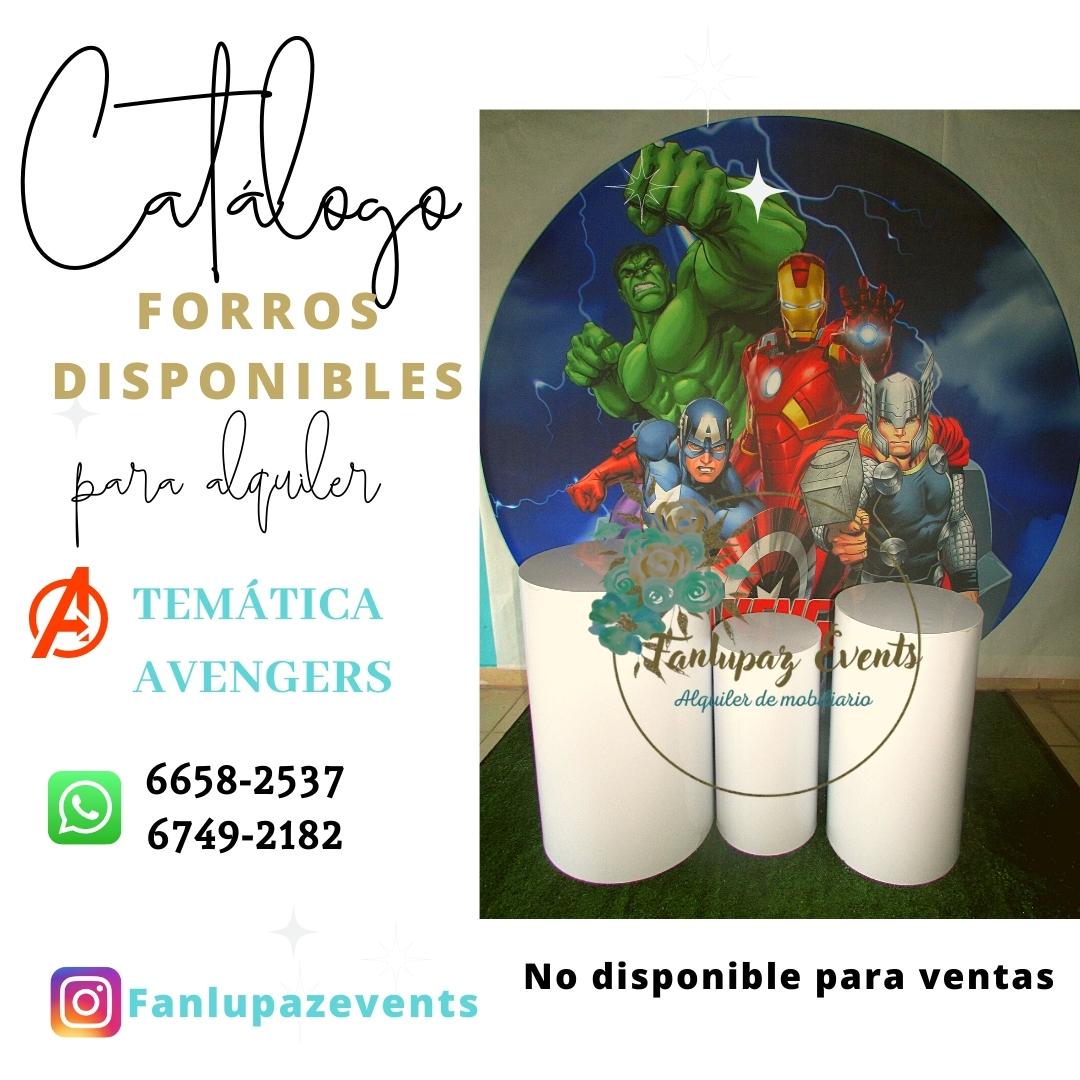 Catálogo
FORROS
DISPONIBLES
para alquiler
TEMÁTICA
AVENGERS
6658-2537
6749-2182
Fanlupazevents
A
Fanlupaz Events
Alquiler de mobiliario
No disponible para ventas